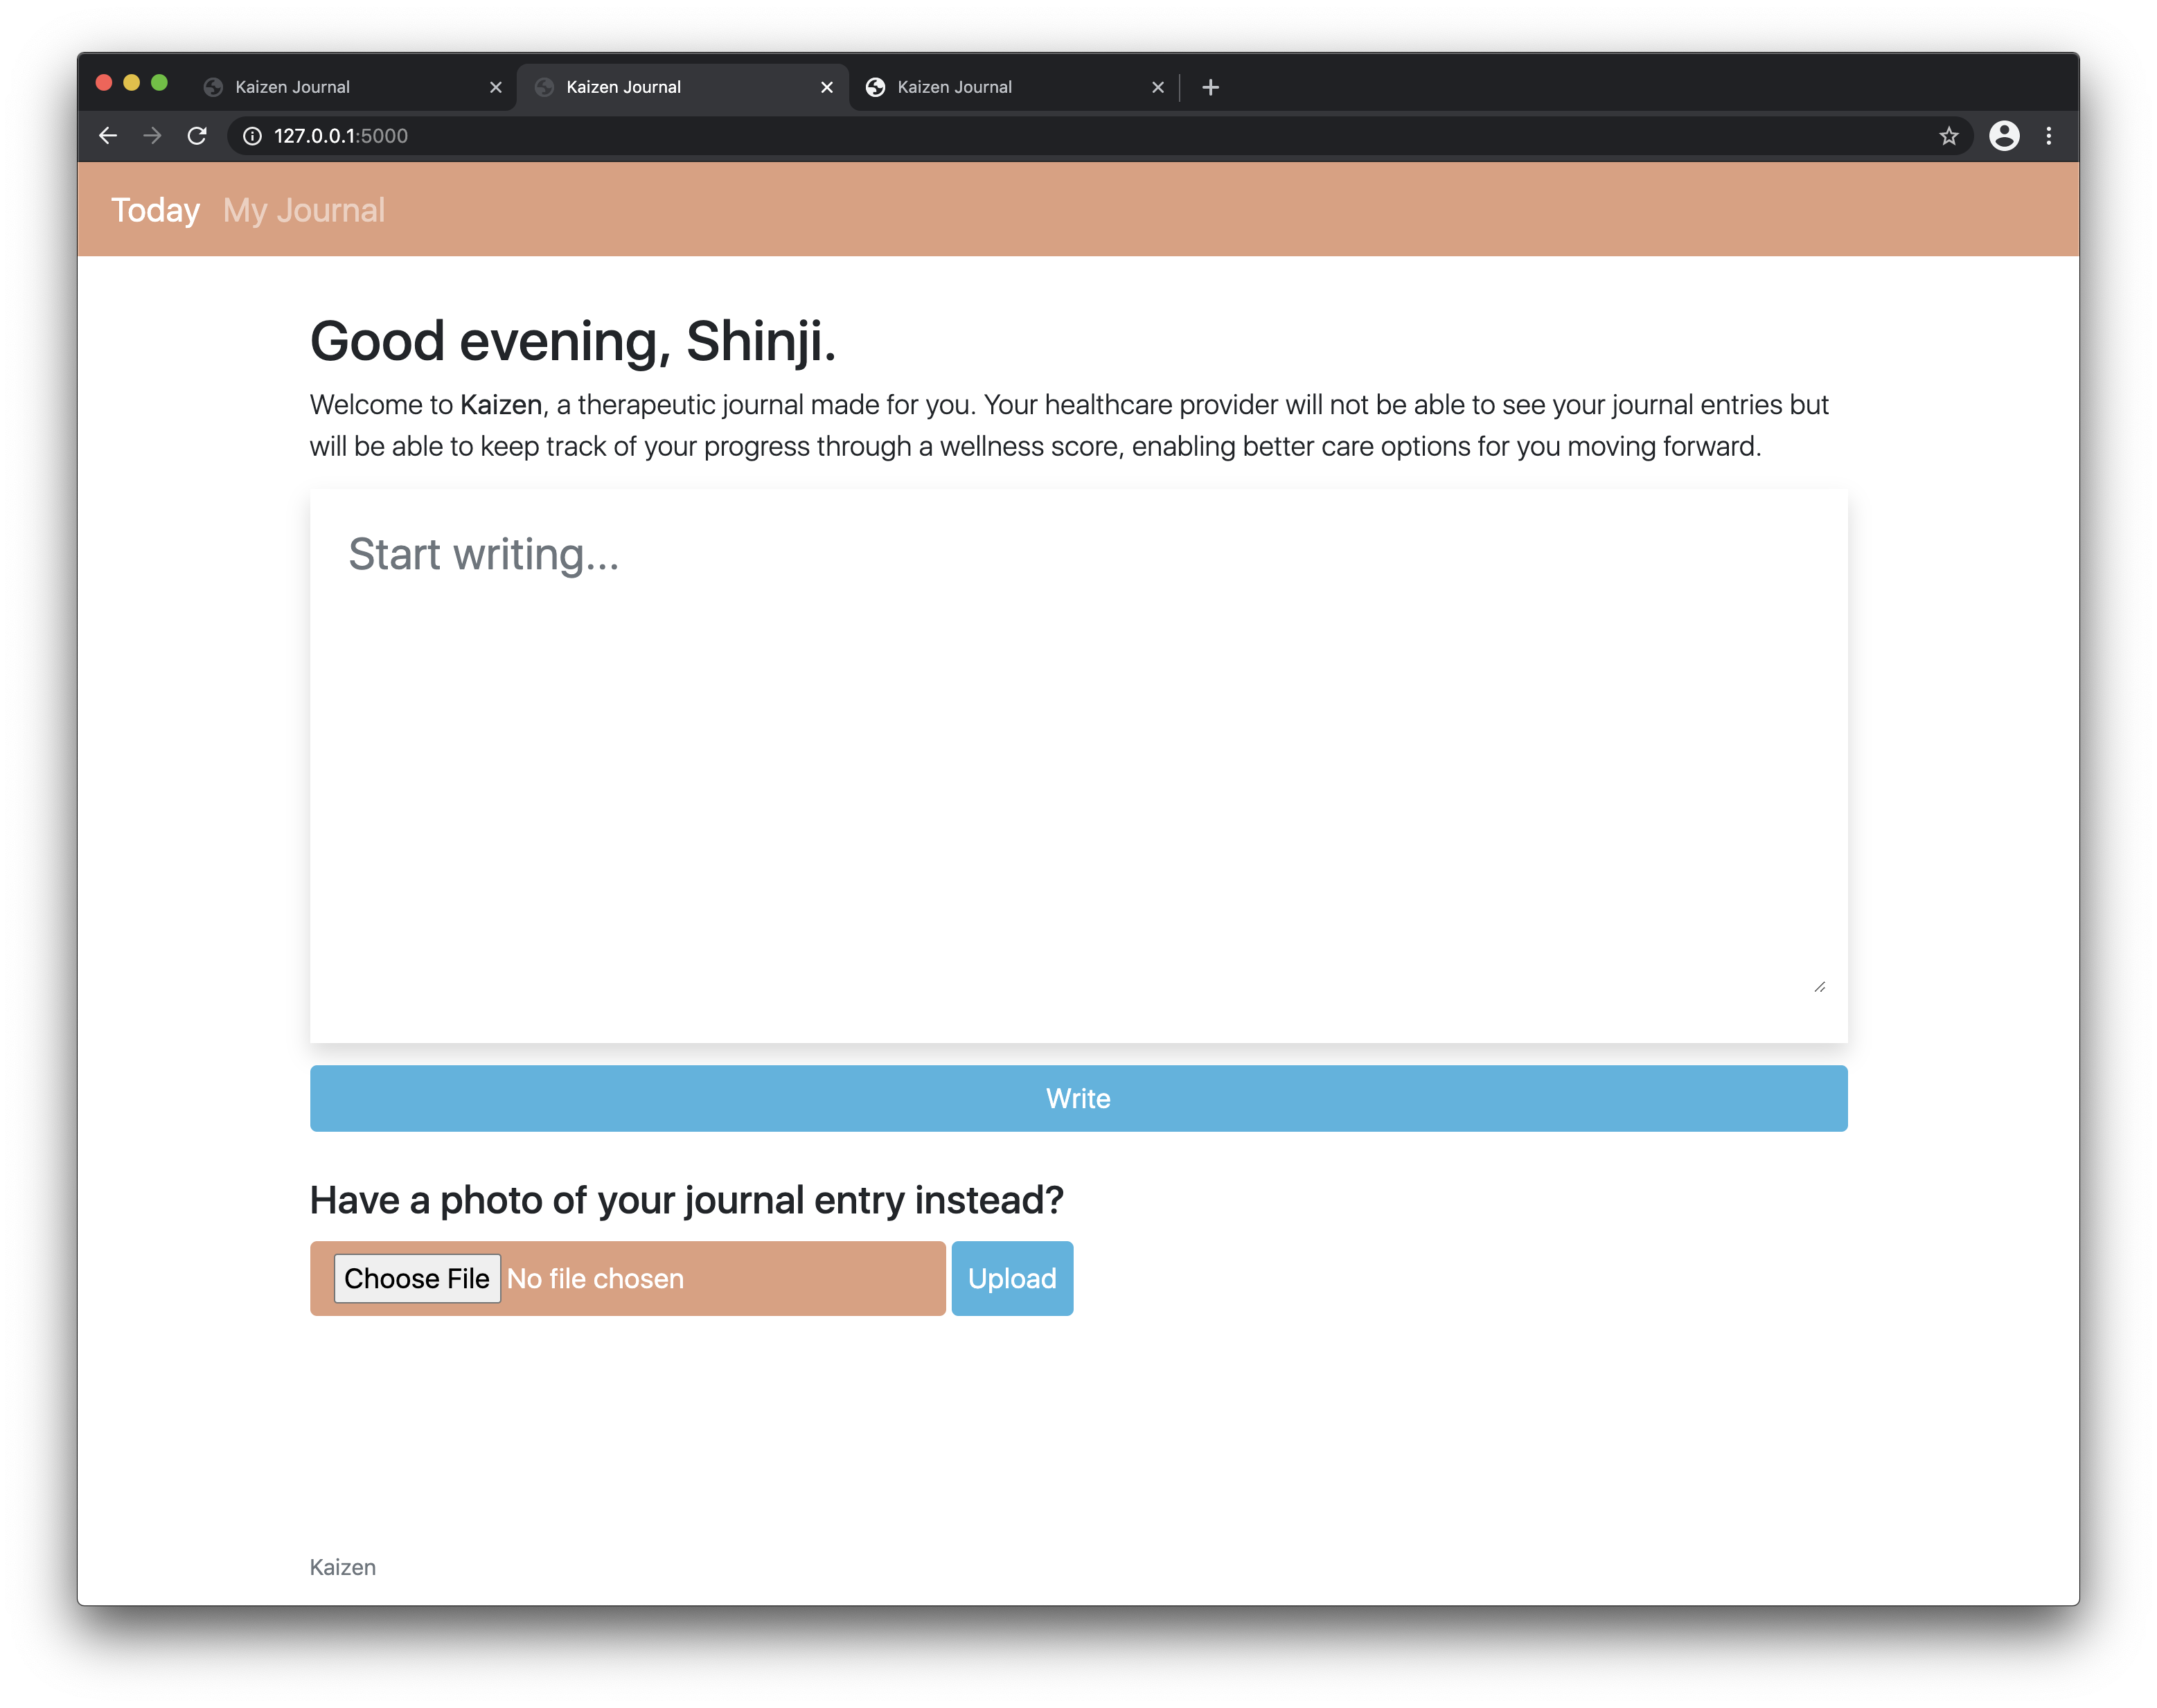 Kaizen Journal Kaizen Journal Kaizen Journal
127.0.0.1:5000
Today My Journal
Good evening, Shinji.
Welcome to Kaizen, a therapeutic journal made for you. Your healthcare provider will not be able to see your journal entries but
will be able to keep track of your progress through a wellness score, enabling better care options for you moving forward.
Start writing...
Write
Have a photo of your journal entry instead?
Choose File No file chosen Upload
Kaizen